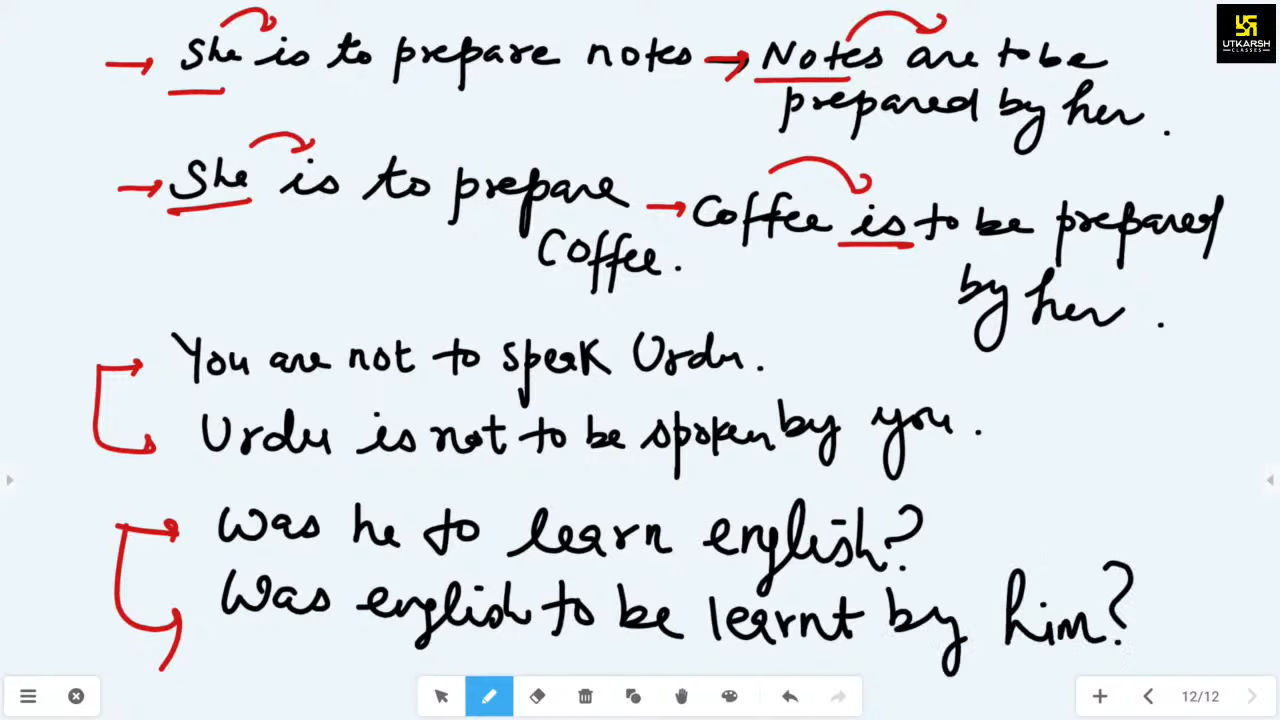 UTKARSH
CLASSES
She is to prepare notes → Notes are to be
prepared by her.
She is to prepare
Coffee.
Coffee is to be prepared
by her.
You are not to speak Urdu.
Urdu is not to be spoken by you.
Was he to learn english?
Was english to be learnt by him?
12/12